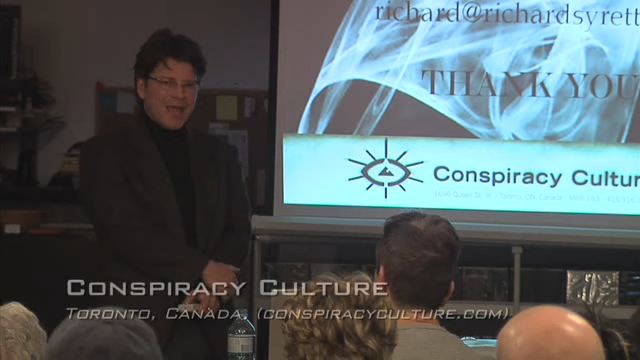 richard@richardsyrett
THANK YOU
Conspiracy Cultur
Conspiracy Culture
Toronto, Canada, (conspiracyculture.com)